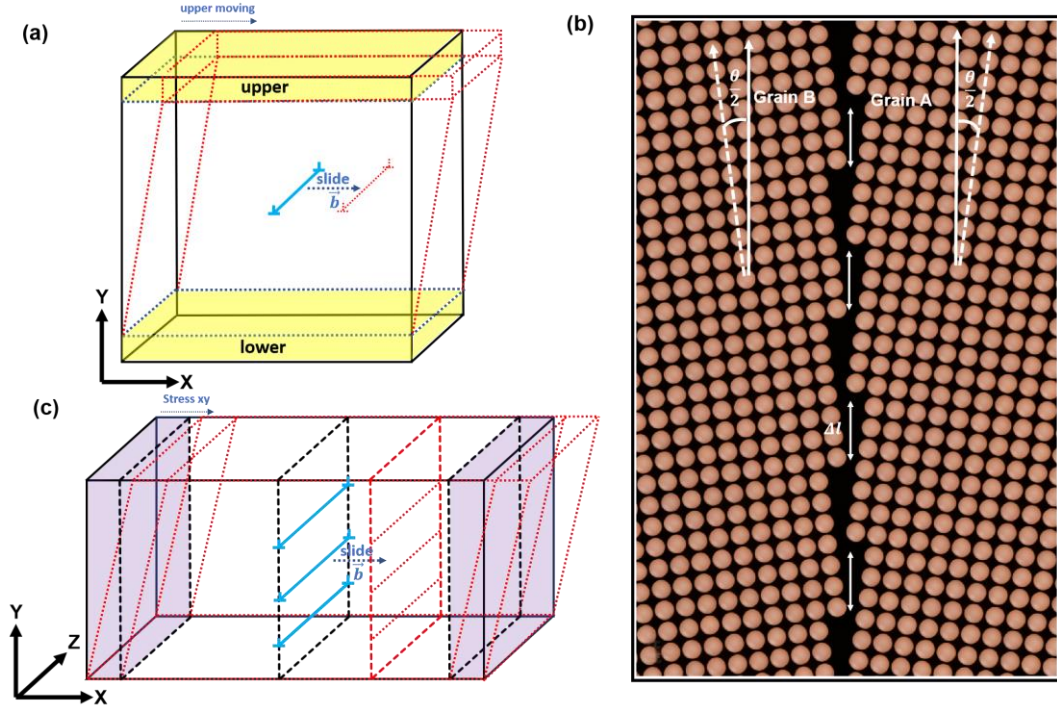 (a)
upper moving
upper
slide
b
lower
Y
X
(b)
θ
2
Grain B
Grain A
θ
2
Δl
(c)
Stress xy
slide
b
Y
Z
X